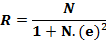 R = N / 1 + N. (e)²